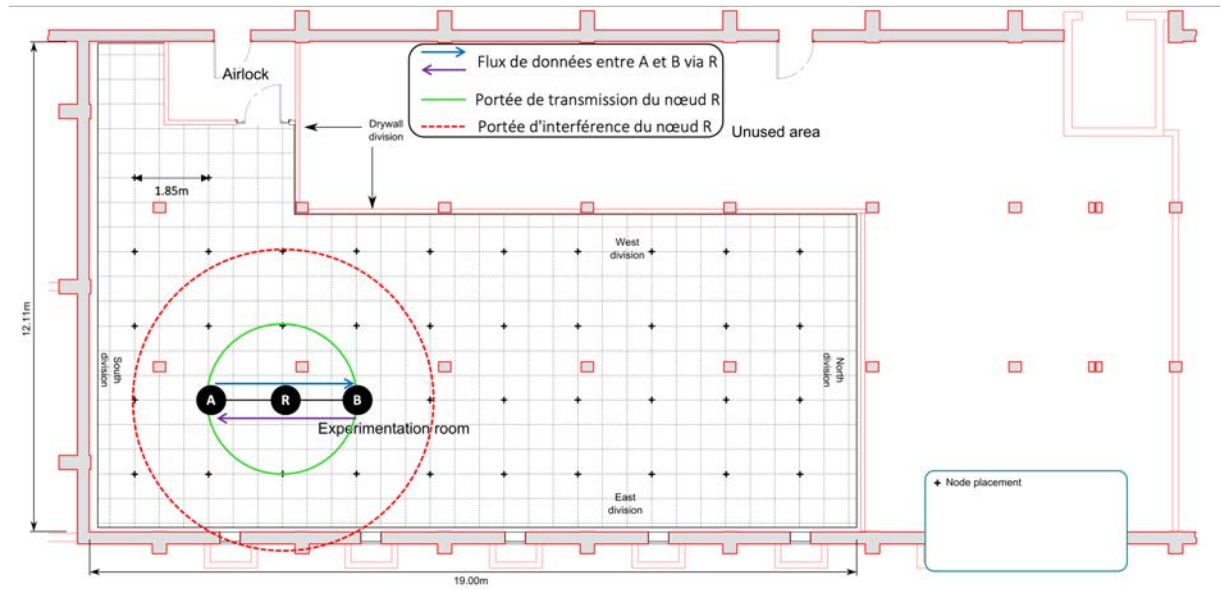 Flux de données entre A et B via R
Airlock
Portée de transmission du nœud R
Drywall
division
Portée d'interférence du nœud R
Unused area
1.85m
West
division
12.11m
South
division
North
division
A
R
B
Experimentation room
Node placement
East
division
19.00m